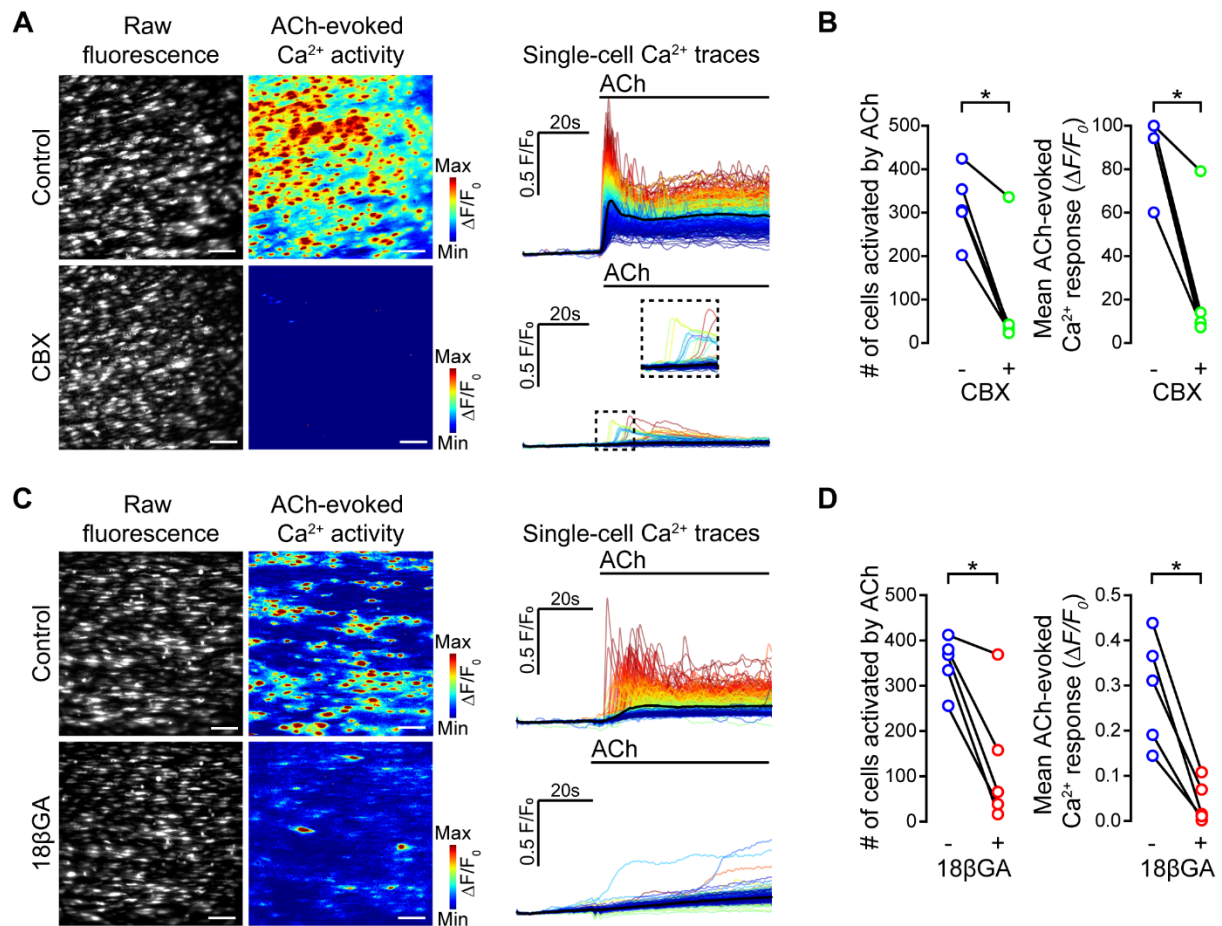 A
Raw
fluorescence
ACh-evoked
Ca²⁺ activity
Single-cell Ca²⁺ traces
Control
Max
ΔF/F₀
Min
ACh
20s
0.5 F/F₀
CBX
Max
ΔF/F₀
Min
ACh
20s
0.5 F/F₀
B
*
# of cells activated by ACh
500
400
300
200
100
0
- +
CBX
*
Mean ACh-evoked
Ca²⁺ response (ΔF/F₀)
100
80
60
40
20
0
- +
CBX
C
Raw
fluorescence
ACh-evoked
Ca²⁺ activity
Single-cell Ca²⁺ traces
Control
Max
ΔF/F₀
Min
ACh
20s
0.5 F/F₀
18βGA
Max
ΔF/F₀
Min
ACh
20s
0.5 F/F₀
D
*
# of cells activated by ACh
500
400
300
200
100
0
- +
18βGA
*
Mean ACh-evoked
Ca²⁺ response (ΔF/F₀)
0.5
0.4
0.3
0.2
0.1
0.0
- +
18βGA